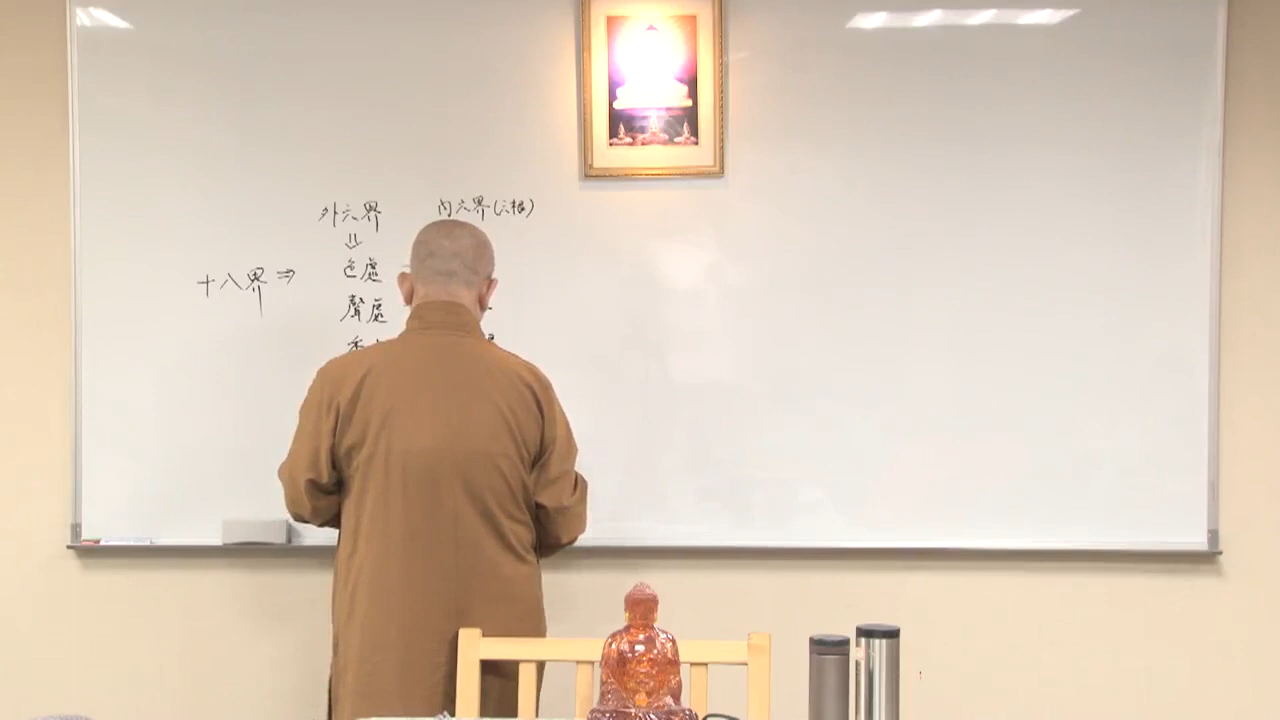 外六界 內六界(六根)
⇓
色處
十八界 ⇒
聲處